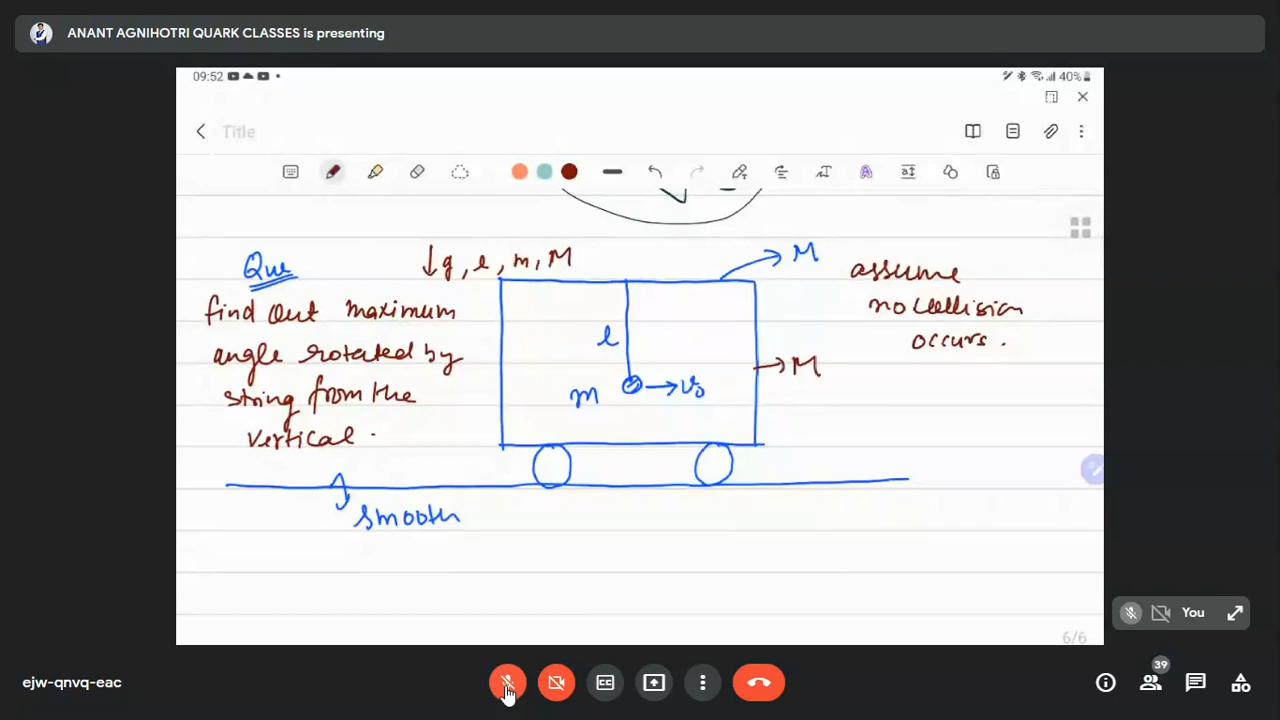 ANANT AGNIHOTRI QUARK CLASSES is presenting
09:52
40%
Title
Que
↓g, l, m, M
M
assume
no collision
occurs.
find out maximum
angle rotated by
string from the
vertical.
l
M
m
v₀
smooth
You
6/6
ejw-qnvq-eac
CC
39